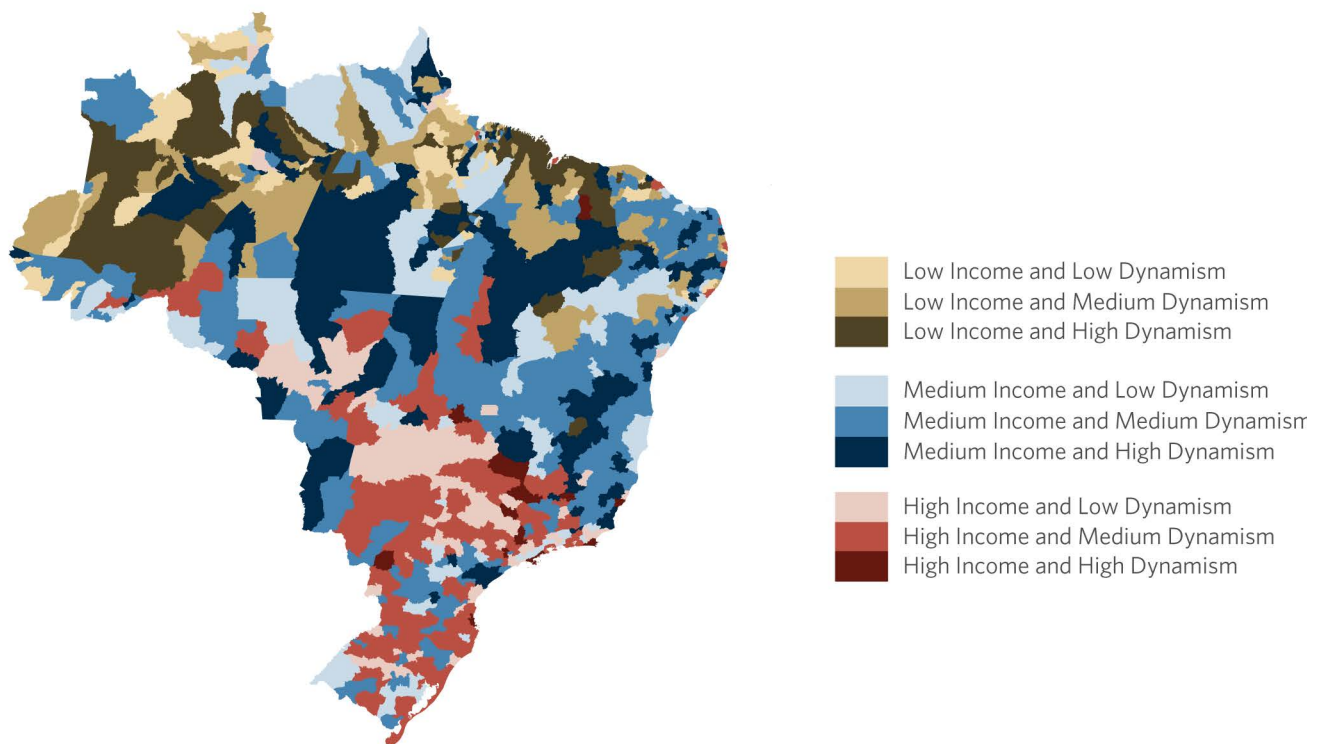 Low Income and Low Dynamism
Low Income and Medium Dynamism
Low Income and High Dynamism
Medium Income and Low Dynamism
Medium Income and Medium Dynamism
Medium Income and High Dynamism
High Income and Low Dynamism
High Income and Medium Dynamism
High Income and High Dynamism